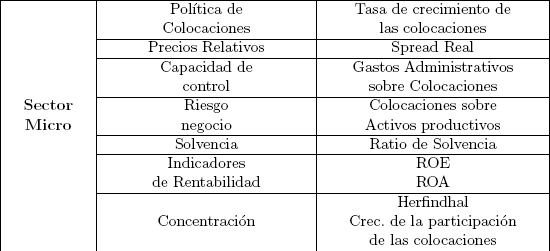 Política de
Tasa de crecimiento de
Colocaciones
las colocaciones
Precios Relativos
Spread Real
Capacidad de
Gastos Administrativos
control
sobre Colocaciones
Sector
Micro
Riesgo
Colocaciones sobre
negocio
Activos productivos
Solvencia
Ratio de Solvencia
Indicadores
ROE
de Rentabilidad
ROA
Concentración
Herfindhal
Crec. de la participación
de las colocaciones